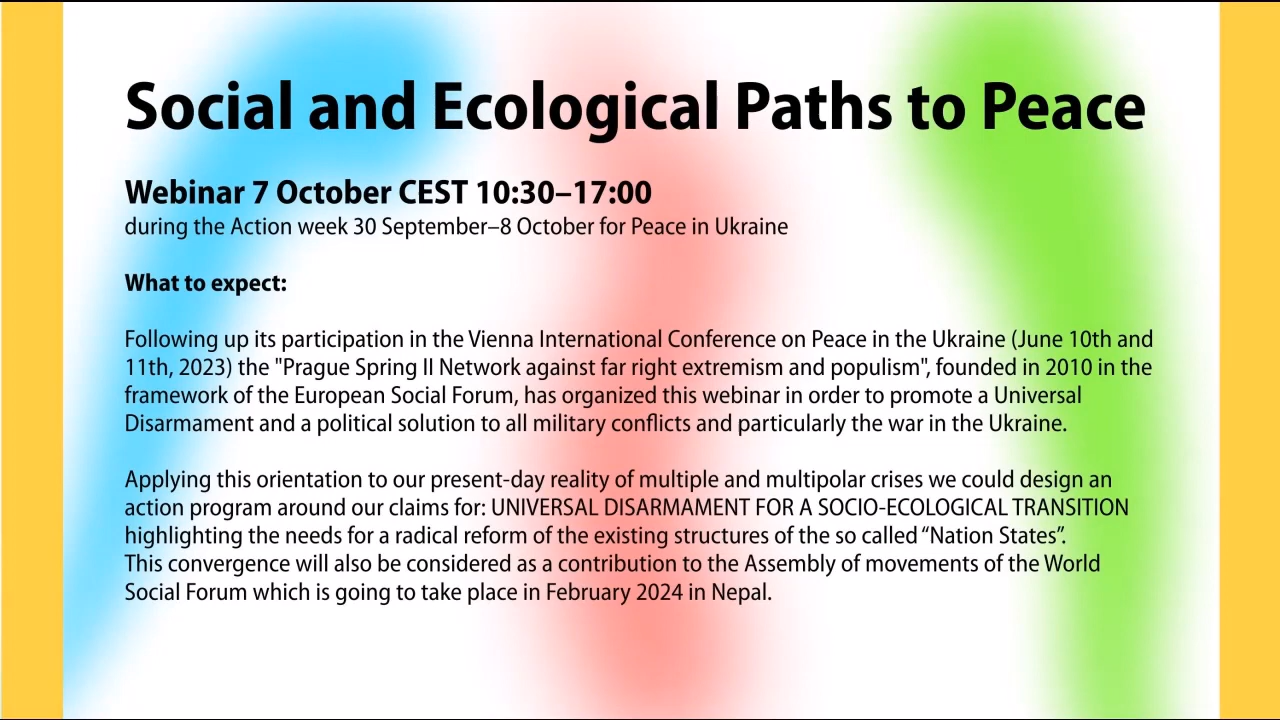 Social and Ecological Paths to Peace
Webinar 7 October CEST 10:30–17:00
during the Action week 30 September–8 October for Peace in Ukraine
What to expect:
Following up its participation in the Vienna International Conference on Peace in the Ukraine (June 10th and
11th, 2023) the "Prague Spring II Network against far right extremism and populism", founded in 2010 in the
framework of the European Social Forum, has organized this webinar in order to promote a Universal
Disarmament and a political solution to all military conflicts and particularly the war in the Ukraine.
Applying this orientation to our present-day reality of multiple and multipolar crises we could design an
action program around our claims for: UNIVERSAL DISARMAMENT FOR A SOCIO-ECOLOGICAL TRANSITION
highlighting the needs for a radical reform of the existing structures of the so called “Nation States”.
This convergence will also be considered as a contribution to the Assembly of movements of the World
Social Forum which is going to take place in February 2024 in Nepal.